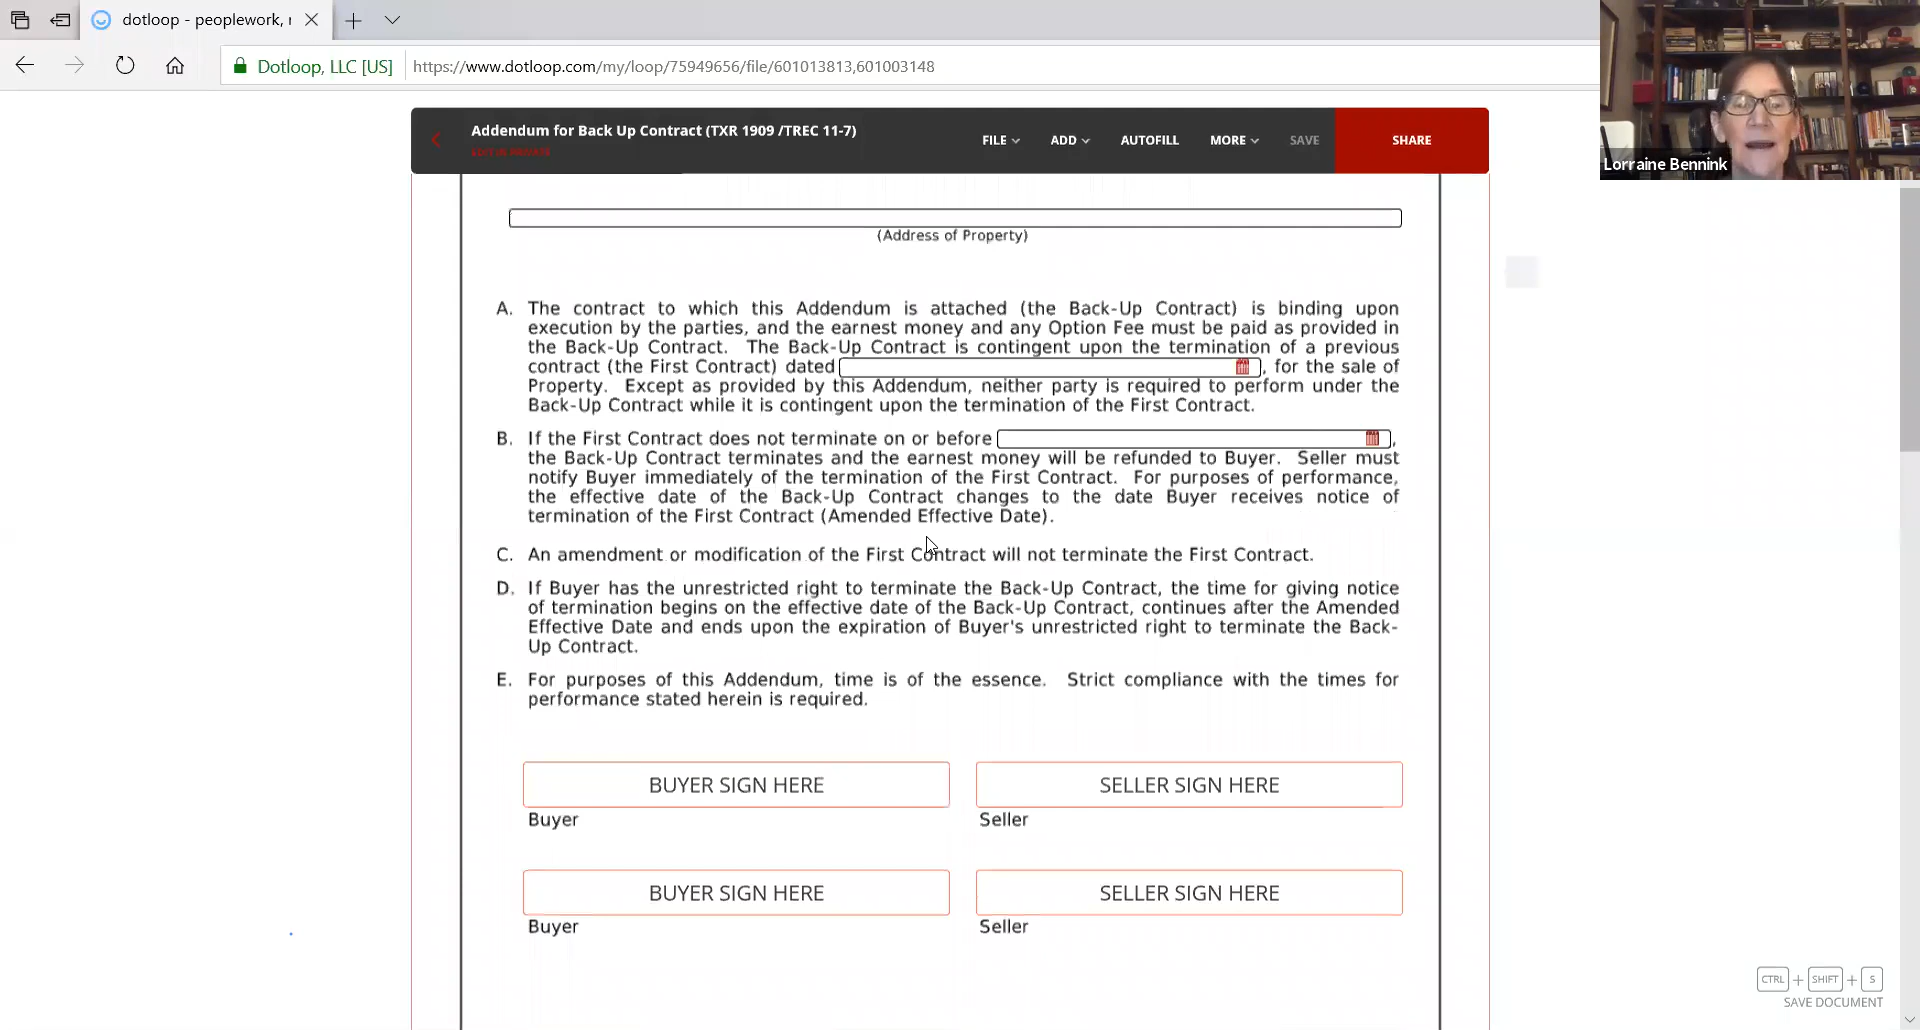 dotloop - peoplework, r
Dotloop, LLC [US]
https://www.dotloop.com/my/loop/75949656/file/601013813,601003148
Lorraine Bennink
Addendum for Back Up Contract (TXR 1909 /TREC 11-7)
FILE
ADD
AUTOFILL
MORE
SAVE
SHARE
(Address of Property)
A. The contract to which this Addendum is attached (the Back-Up Contract) is binding upon
execution by the parties, and the earnest money and any Option Fee must be paid as provided in
the Back-Up Contract. The Back-Up Contract is contingent upon the termination of a previous
contract (the First Contract) dated , for the sale of
Property. Except as provided by this Addendum, neither party is required to perform under the
Back-Up Contract while it is contingent upon the termination of the First Contract.
B. If the First Contract does not terminate on or before ,
the Back-Up Contract terminates and the earnest money will be refunded to Buyer. Seller must
notify Buyer immediately of the termination of the First Contract. For purposes of performance,
the effective date of the Back-Up Contract changes to the date Buyer receives notice of
termination of the First Contract (Amended Effective Date).
C. An amendment or modification of the First Contract will not terminate the First Contract.
D. If Buyer has the unrestricted right to terminate the Back-Up Contract, the time for giving notice
of termination begins on the effective date of the Back-Up Contract, continues after the Amended
Effective Date and ends upon the expiration of Buyer's unrestricted right to terminate the Back-
Up Contract.
E. For purposes of this Addendum, time is of the essence. Strict compliance with the times for
performance stated herein is required.
BUYER SIGN HERE
SELLER SIGN HERE
Buyer
Seller
BUYER SIGN HERE
SELLER SIGN HERE
Buyer
Seller
CTRL + SHIFT + S
SAVE DOCUMENT